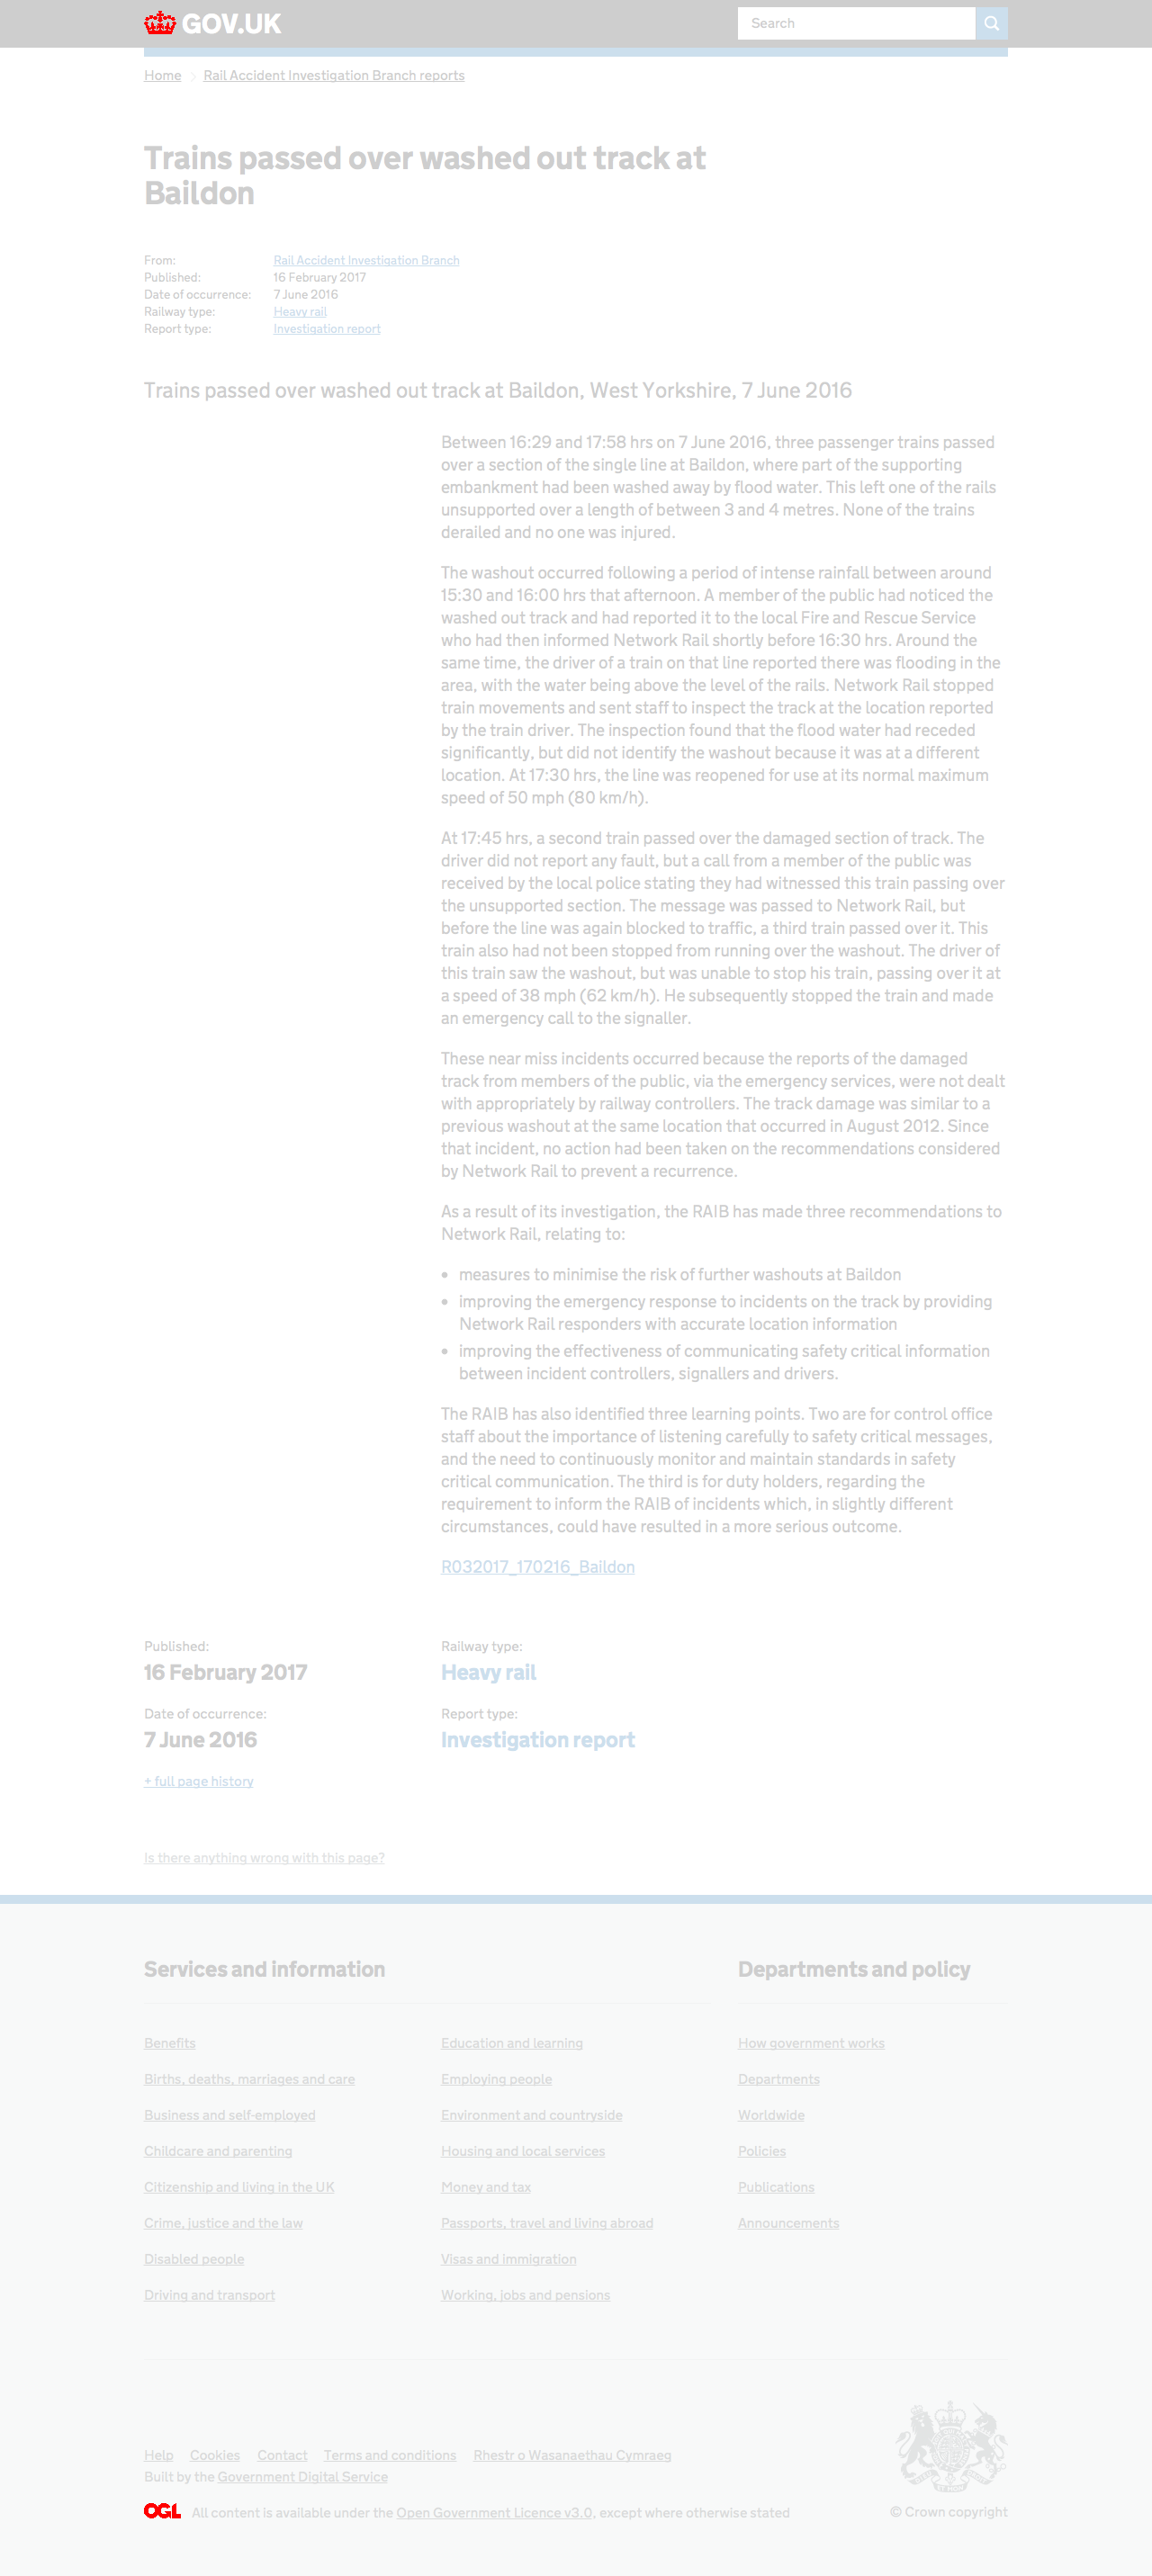 GOV.UK
Search
Home
Rail Accident Investigation Branch reports
Trains passed over washed out track at
Baildon
From: Rail Accident Investigation Branch
Published: 16 February 2017
Date of occurrence: 7 June 2016
Railway type: Heavy rail
Report type: Investigation report
Trains passed over washed out track at Baildon, West Yorkshire, 7 June 2016
Between 16:29 and 17:58 hrs on 7 June 2016, three passenger trains passed
over a section of the single line at Baildon, where part of the supporting
embankment had been washed away by flood water. This left one of the rails
unsupported over a length of between 3 and 4 metres. None of the trains
derailed and no one was injured.
The washout occurred following a period of intense rainfall between around
15:30 and 16:00 hrs that afternoon. A member of the public had noticed the
washed out track and had reported it to the local Fire and Rescue Service
who had then informed Network Rail shortly before 16:30 hrs. Around the
same time, the driver of a train on that line reported there was flooding in the
area, with the water being above the level of the rails. Network Rail stopped
train movements and sent staff to inspect the track at the location reported
by the train driver. The inspection found that the flood water had receded
significantly, but did not identify the washout because it was at a different
location. At 17:30 hrs, the line was reopened for use at its normal maximum
speed of 50 mph (80 km/h).
At 17:45 hrs, a second train passed over the damaged section of track. The
driver did not report any fault, but a call from a member of the public was
received by the local police stating they had witnessed this train passing over
the unsupported section. The message was passed to Network Rail, but
before the line was again blocked to traffic, a third train passed over it. This
train also had not been stopped from running over the washout. The driver of
this train saw the washout, but was unable to stop his train, passing over it at
a speed of 38 mph (62 km/h). He subsequently stopped the train and made
an emergency call to the signaller.
These near miss incidents occurred because the reports of the damaged
track from members of the public, via the emergency services, were not dealt
with appropriately by railway controllers. The track damage was similar to a
previous washout at the same location that occurred in August 2012. Since
that incident, no action had been taken on the recommendations considered
by Network Rail to prevent a recurrence.
As a result of its investigation, the RAIB has made three recommendations to
Network Rail, relating to:
• measures to minimise the risk of further washouts at Baildon
• improving the emergency response to incidents on the track by providing
Network Rail responders with accurate location information
• improving the effectiveness of communicating safety critical information
between incident controllers, signallers and drivers.
The RAIB has also identified three learning points. Two are for control office
staff about the importance of listening carefully to safety critical messages,
and the need to continuously monitor and maintain standards in safety
critical communication. The third is for duty holders, regarding the
requirement to inform the RAIB of incidents which, in slightly different
circumstances, could have resulted in a more serious outcome.
R032017_170216_Baildon
Published:
16 February 2017
Date of occurrence:
7 June 2016
Railway type:
Heavy rail
Report type:
Investigation report
+ full page history
Is there anything wrong with this page?
Services and information
Benefits
Births, deaths, marriages and care
Business and self-employed
Childcare and parenting
Citizenship and living in the UK
Crime, justice and the law
Disabled people
Driving and transport
Education and learning
Employing people
Environment and countryside
Housing and local services
Money and tax
Passports, travel and living abroad
Visas and immigration
Working, jobs and pensions
Departments and policy
How government works
Departments
Worldwide
Policies
Publications
Announcements
Help Cookies Contact Terms and conditions Rhestr o Wasanaethau Cymraeg
Built by the Government Digital Service
OGL All content is available under the Open Government Licence v3.0, except where otherwise stated
© Crown copyright